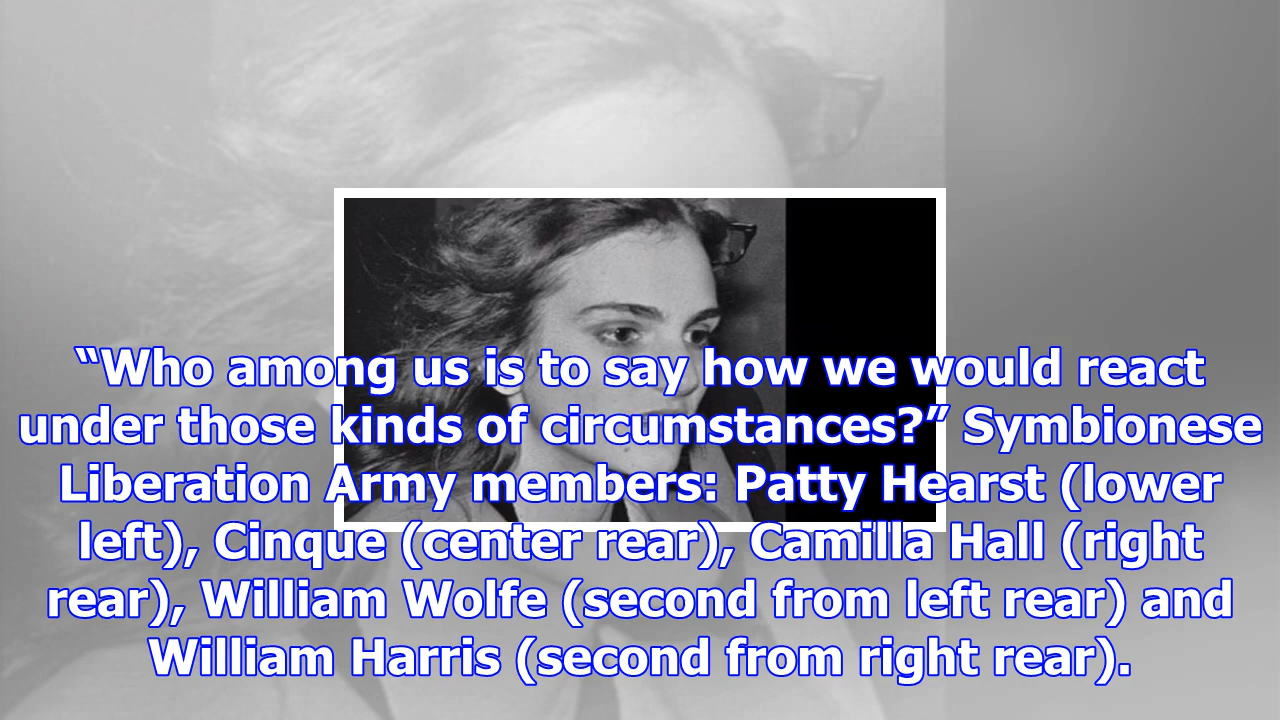 “Who among us is to say how we would react
under those kinds of circumstances?” Symbionese
Liberation Army members: Patty Hearst (lower
left), Cinque (center rear), Camilla Hall (right
rear), William Wolfe (second from left rear) and
William Harris (second from right rear).